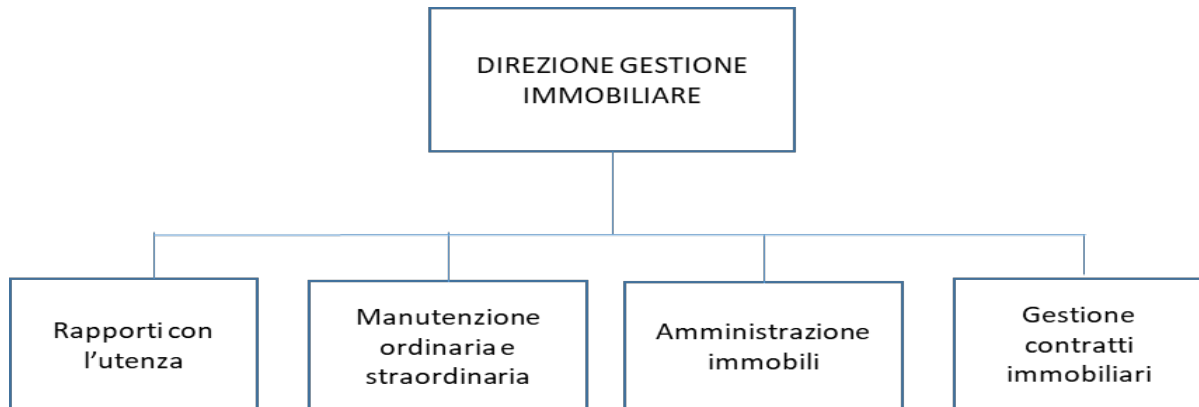 DIREZIONE GESTIONE
IMMOBILIARE
Rapporti con
l’utenza
Manutenzione
ordinaria e
straordinaria
Amministrazione
immobili
Gestione
contratti
immobiliari